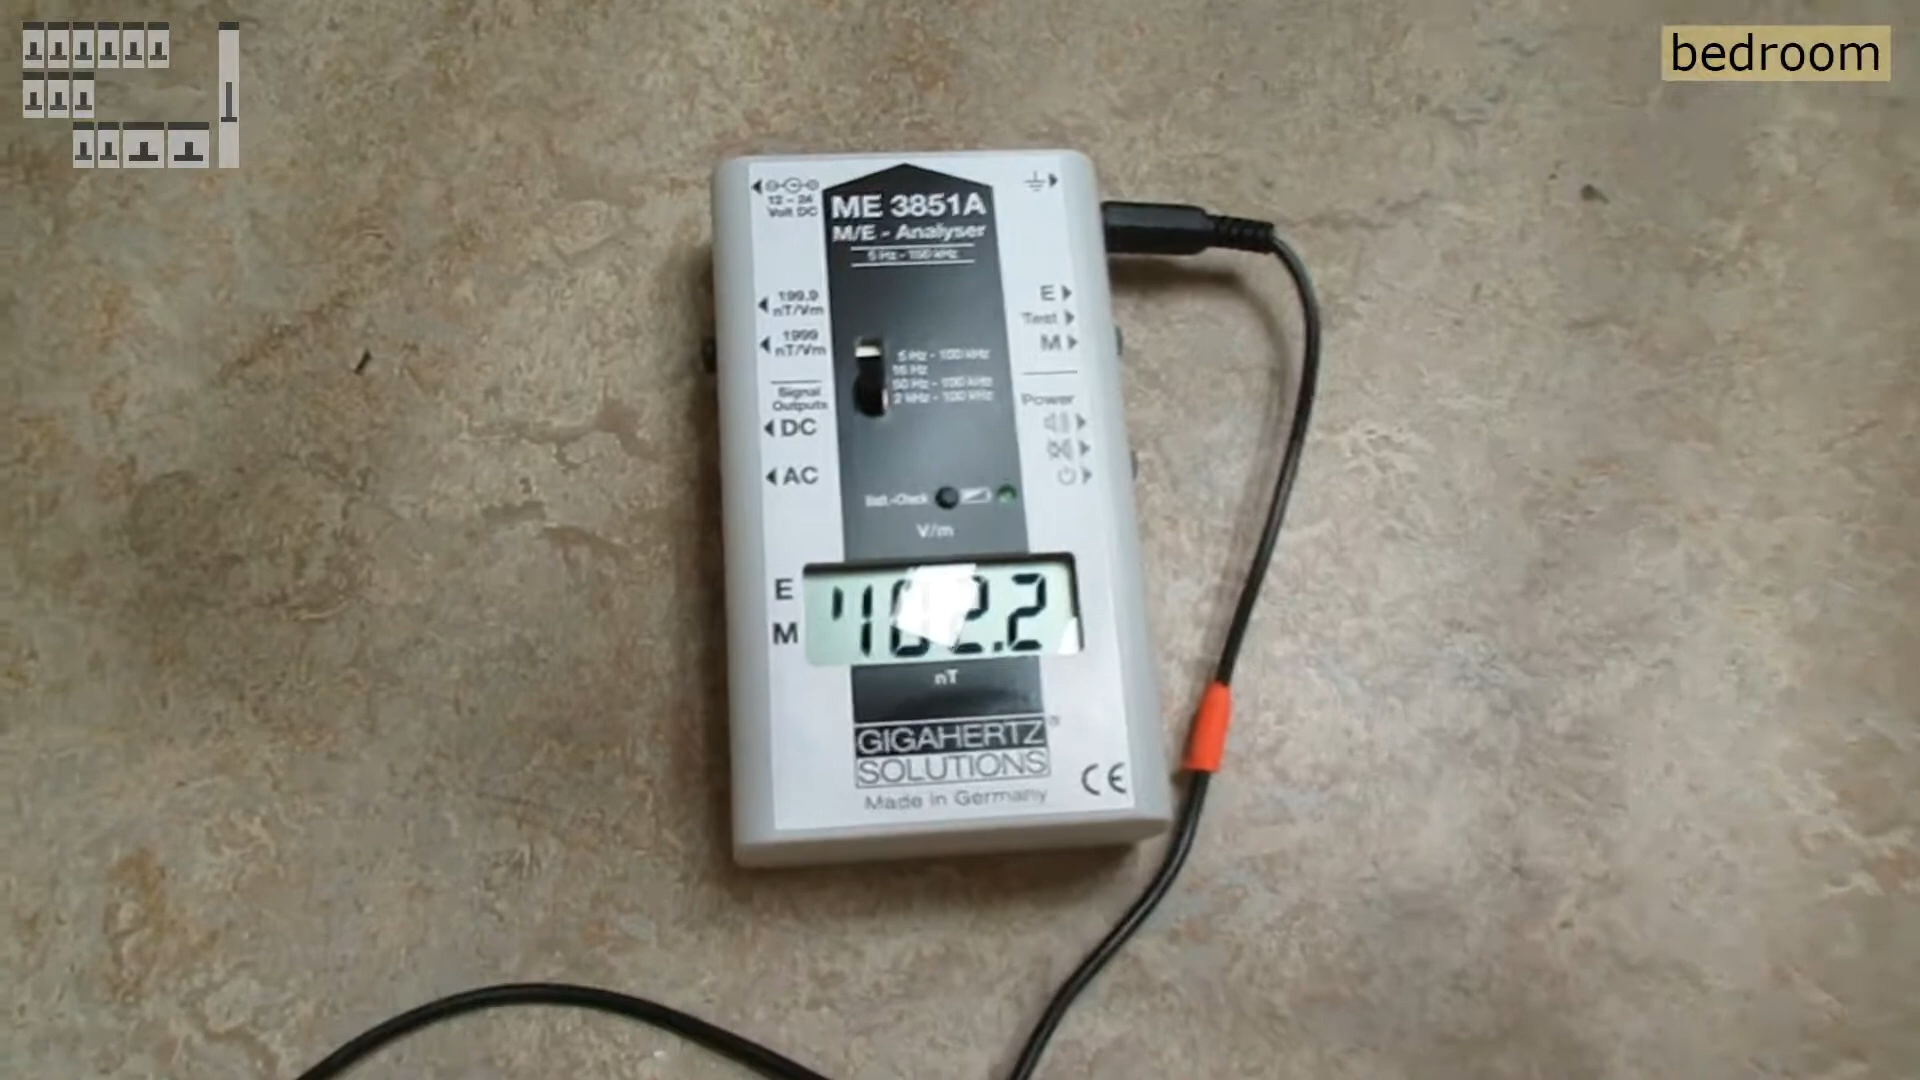 bedroom
12 - 24
Volt DC
ME 3851A
M/E - Analyser
5 Hz - 100 kHz
199.9
nT/Vm
1999
nT/Vm
E
Test
M
5 Hz - 100 kHz
16 Hz
50 Hz - 100 kHz
2 kHz - 100 kHz
Signal
Outputs
DC
AC
Power
Batt.-Check
V/m
E
M
nT
GIGAHERTZ®
SOLUTIONS
Made in Germany
CE